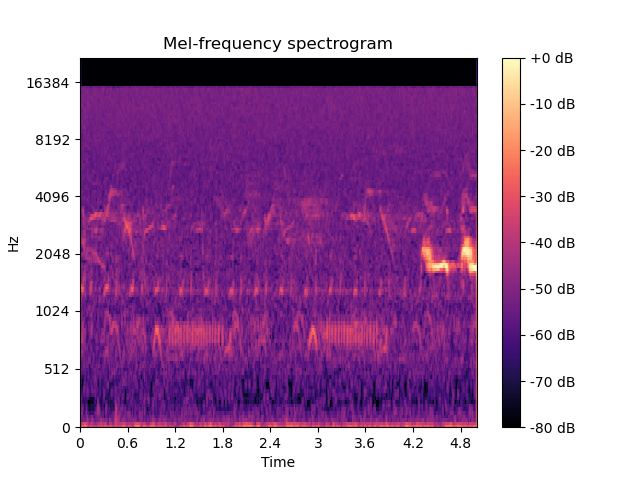 Mel-frequency spectrogram
Hz
16384
8192
4096
2048
1024
512
0
0 0.6 1.2 1.8 2.4 3 3.6 4.2 4.8
Time
+0 dB
-10 dB
-20 dB
-30 dB
-40 dB
-50 dB
-60 dB
-70 dB
-80 dB